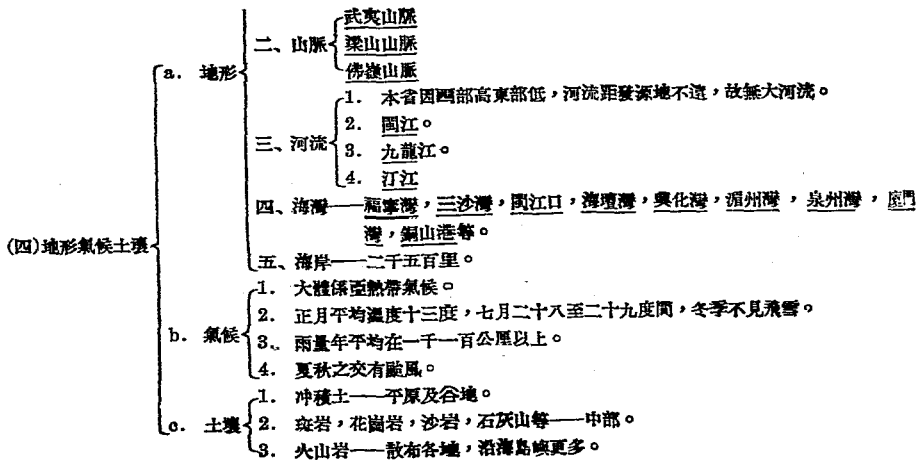 武夷山脈
二、山脈
梁山山脈
佛嶺山脈
a. 地形
1. 本省因西部高東部低，河流距發源地不遠，故無大河流。
2. 閩江。
三、河流
3. 九龍江。
4. 汀江
四、海灣——福寧灣，三沙灣，閩江口，海壇灣，興化灣，湄州灣，泉州灣，廈門
灣，銅山港等。
(四)地形氣候土壤
五、海岸——二千五百里。
1. 大體係亞熱帶氣候。
2. 正月平均溫度十三度，七月二十八至二十九度間，冬季不見飛雪。
b. 氣候
3. 雨量年平均在一千一百公厘以上。
4. 夏秋之交有颱風。
1. 冲積土——平原及谷地。
c. 土壤
2. 斑岩，花崗岩，沙岩，石灰山等——中部。
3. 火山岩——散布各地，沿海島嶼更多。